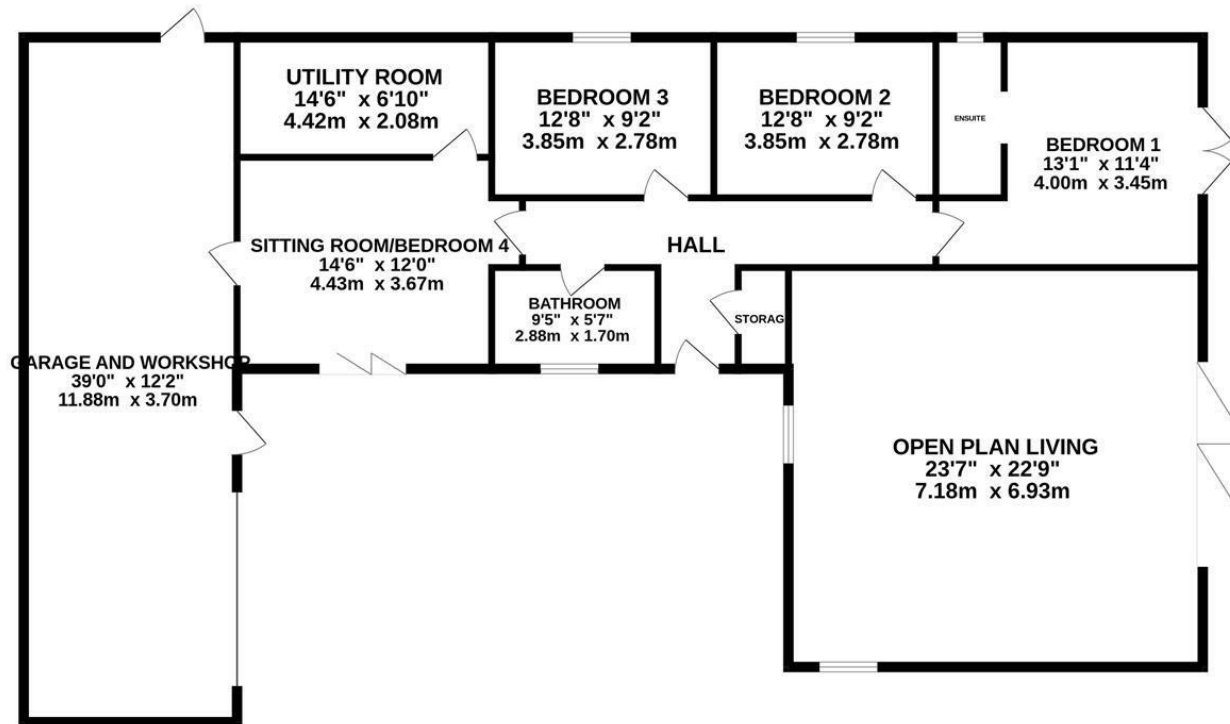 UTILITY ROOM
14'6" x 6'10"
4.42m x 2.08m
BEDROOM 3
12'8" x 9'2"
3.85m x 2.78m
BEDROOM 2
12'8" x 9'2"
3.85m x 2.78m
ENSUITE
BEDROOM 1
13'1" x 11'4"
4.00m x 3.45m
SITTING ROOM/BEDROOM 4
14'6" x 12'0"
4.43m x 3.67m
HALL
BATHROOM
9'5" x 5'7"
2.88m x 1.70m
STORAG
GARAGE AND WORKSHOP
39'0" x 12'2"
11.88m x 3.70m
OPEN PLAN LIVING
23'7" x 22'9"
7.18m x 6.93m